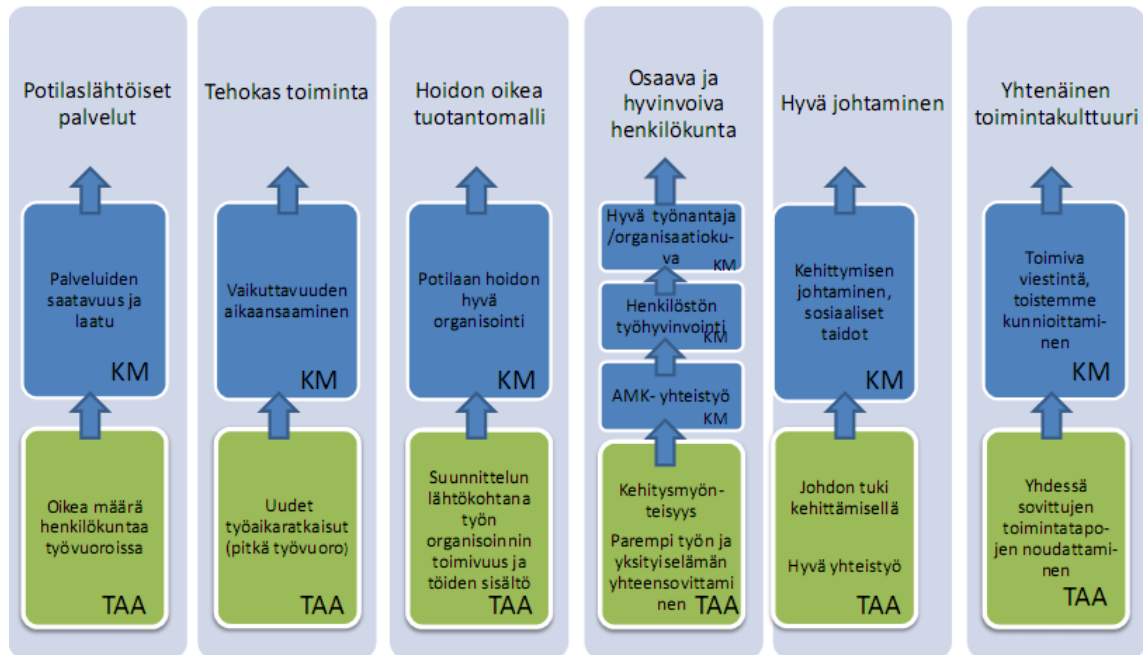 Potilaslähtöiset
palvelut
Palveluiden
saatavuus ja
laatu
KM
Oikea määrä
henkilökuntaa
työvuoroissa
TAA
Tehokas toiminta
Vaikuttavuuden
aikaansaaminen
KM
Uudet
työaikaratkaisut
(pitkä työvuoro)
TAA
Hoidon oikea
tuotantomalli
Potilaan hoidon
hyvä
organisointi
KM
Suunnittelun
lähtökohtana
työn
organisoinnin
toimivuus ja
töiden sisältö
TAA
Osaava ja
hyvinvoiva
henkilökunta
Hyvä työnantaja
/organisaatioku-
va
KM
Henkilöstön
työhyvinvointi
KM
AMK- yhteistyö
KM
Kehitysmyön-
teisyys
Parempi työn ja
yksityiselämän
yhteensovittami
nen
TAA
Hyvä johtaminen
Kehittymisen
johtaminen,
sosiaaliset
taidot
KM
Johdon tuki
kehittämisellä
Hyvä yhteistyö
TAA
Yhtenäinen
toimintakulttuuri
Toimiva
viestintä,
toistemme
kunnioittami-
nen
KM
Yhdessä
sovittujen
toimintatapo-
jen
noudattami-
nen
TAA